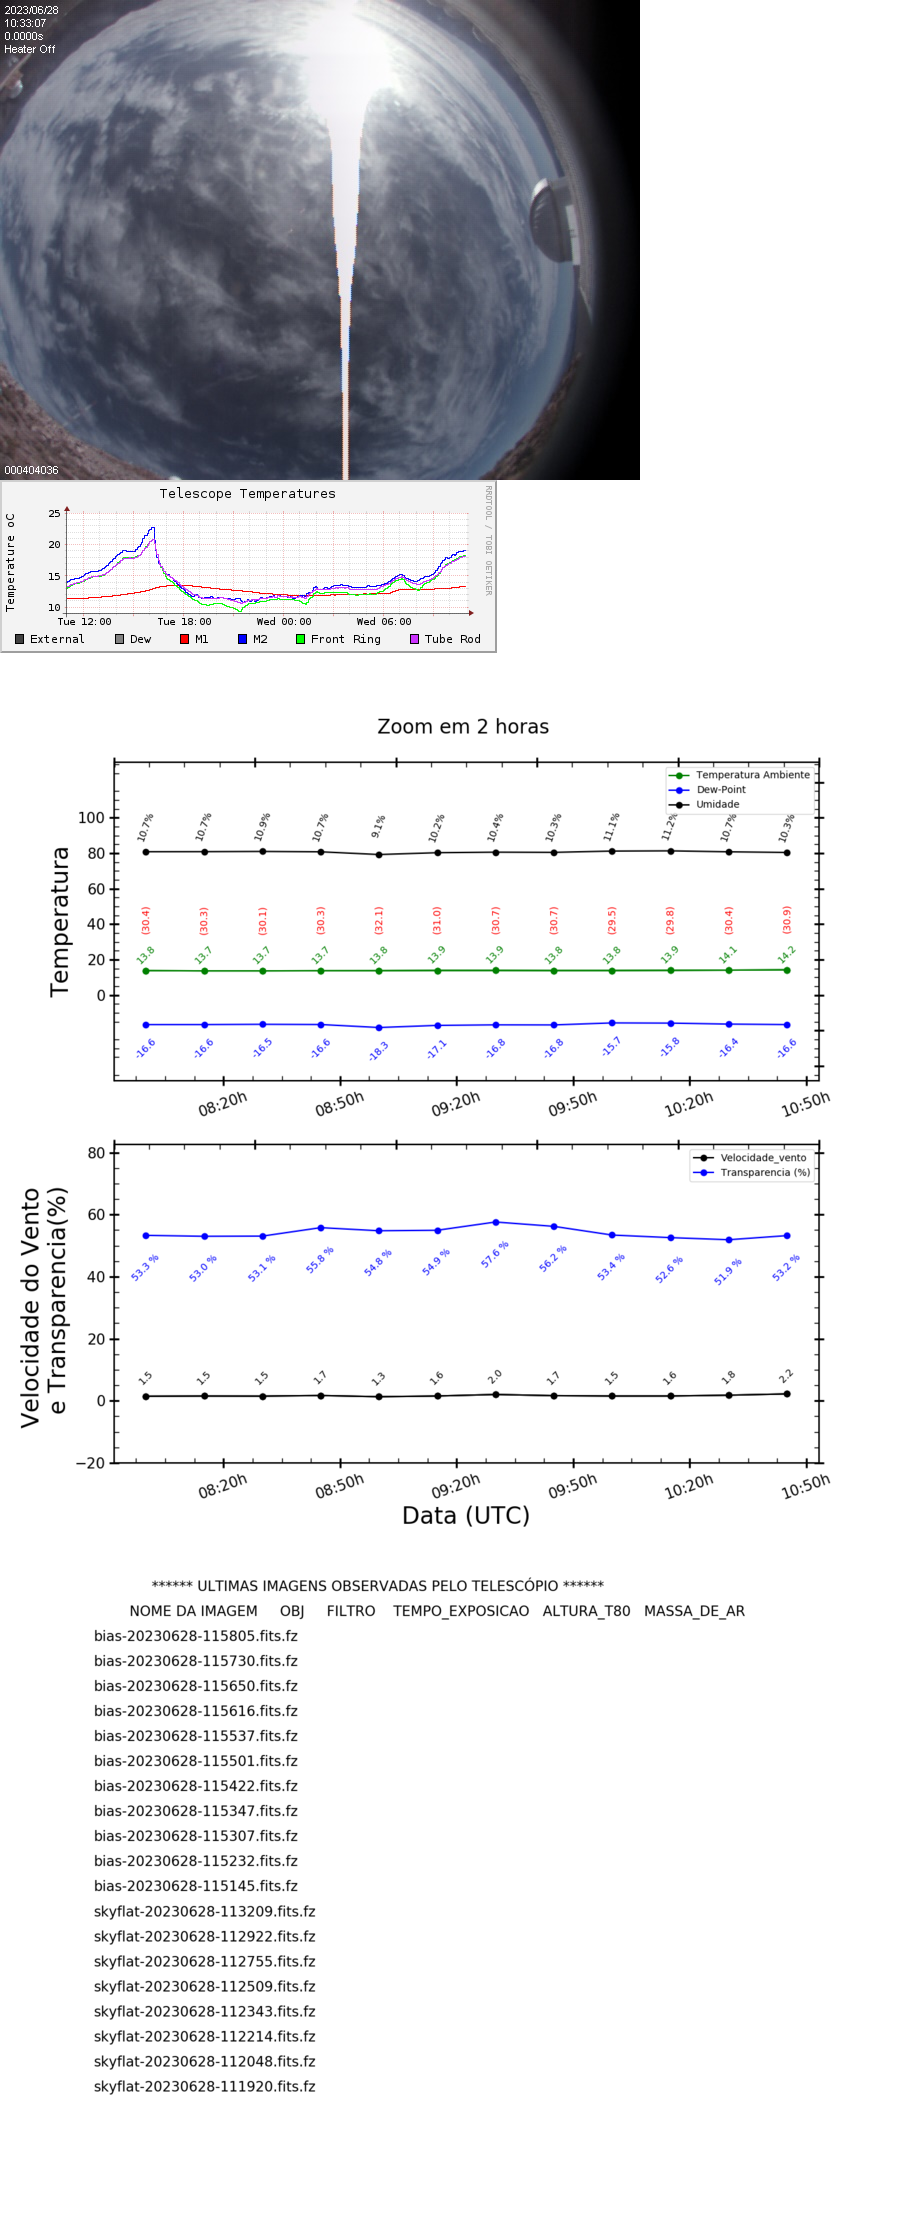 2023/06/28
10:33:07
0.0000s
Heater Off
000404036
Telescope Temperatures
RRDTOOL / TOBI OETIKER
Temperature oC
25
20
15
10
Tue 12:00 Tue 18:00 Wed 00:00 Wed 06:00
External Dew M1 M2 Front Ring Tube Rod
Zoom em 2 horas
Temperatura Ambiente
Dew-Point
Umidade
Temperatura
100
80
60
40
20
0
10.7% 10.7% 10.9% 10.7% 9.1% 10.2% 10.4% 10.3% 11.1% 11.2% 10.7% 10.3%
(30.4) (30.3) (30.1) (30.3) (32.1) (31.0) (30.7) (30.7) (29.5) (29.8) (30.4) (30.9)
13.8 13.7 13.7 13.7 13.8 13.9 13.9 13.8 13.8 13.9 14.1 14.2
-16.6 -16.6 -16.5 -16.6 -18.3 -17.1 -16.8 -16.8 -15.7 -15.8 -16.4 -16.6
08:20h 08:50h 09:20h 09:50h 10:20h 10:50h
Velocidade_vento
Transparencia (%)
Velocidade do Vento
e Transparencia(%)
80
60
40
20
0
−20
53.3 % 53.0 % 53.1 % 55.8 % 54.8 % 54.9 % 57.6 % 56.2 % 53.4 % 52.6 % 51.9 % 53.2 %
1.5 1.5 1.5 1.7 1.3 1.6 2.0 1.7 1.5 1.6 1.8 2.2
08:20h 08:50h 09:20h 09:50h 10:20h 10:50h
Data (UTC)
****** ULTIMAS IMAGENS OBSERVADAS PELO TELESCÓPIO ******
NOME DA IMAGEM OBJ FILTRO TEMPO_EXPOSICAO ALTURA_T80 MASSA_DE_AR
bias-20230628-115805.fits.fz
bias-20230628-115730.fits.fz
bias-20230628-115650.fits.fz
bias-20230628-115616.fits.fz
bias-20230628-115537.fits.fz
bias-20230628-115501.fits.fz
bias-20230628-115422.fits.fz
bias-20230628-115347.fits.fz
bias-20230628-115307.fits.fz
bias-20230628-115232.fits.fz
bias-20230628-115145.fits.fz
skyflat-20230628-113209.fits.fz
skyflat-20230628-112922.fits.fz
skyflat-20230628-112755.fits.fz
skyflat-20230628-112509.fits.fz
skyflat-20230628-112343.fits.fz
skyflat-20230628-112214.fits.fz
skyflat-20230628-112048.fits.fz
skyflat-20230628-111920.fits.fz